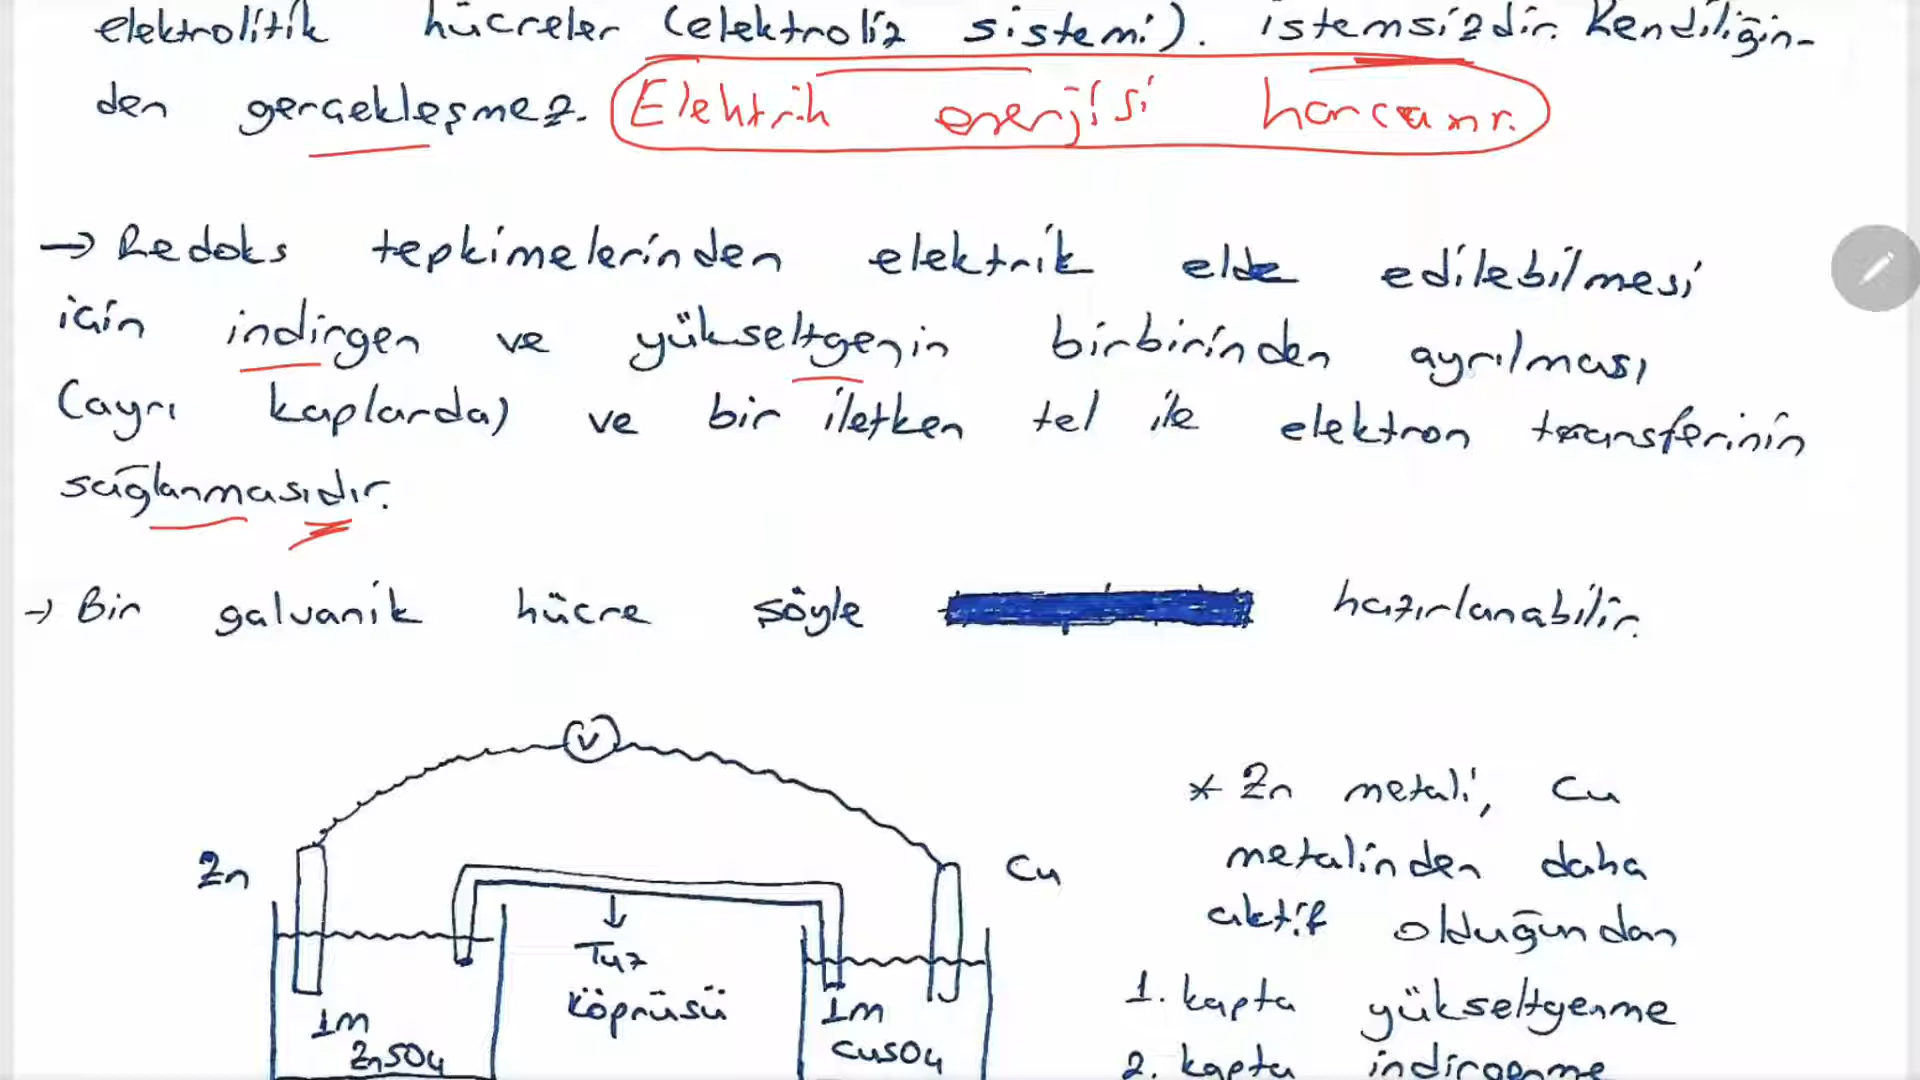 elektrolitik hücreler (elektroliz sistemi). istemsizdir. Kendiliğin-
den gerçekleşmez. Elektrik enerjisi harcanır.
→ Redoks tepkimelerinden elektrik elde edilebilmesi
için indirgen ve yükseltgenin birbirinden ayrılması
(ayrı kaplarda) ve bir iletken tel ile elektron transferinin
sağlanmasıdır.
→ Bir galvanik hücre şöyle hazırlanabilir.
V
Zn
Cu
Tuz
köprüsü
1M
ZnSO4
1M
CuSO4
* Zn metali, Cu
metalinden daha
aktif olduğundan
1. kapta yükseltgenme
2. kapta indirgenme